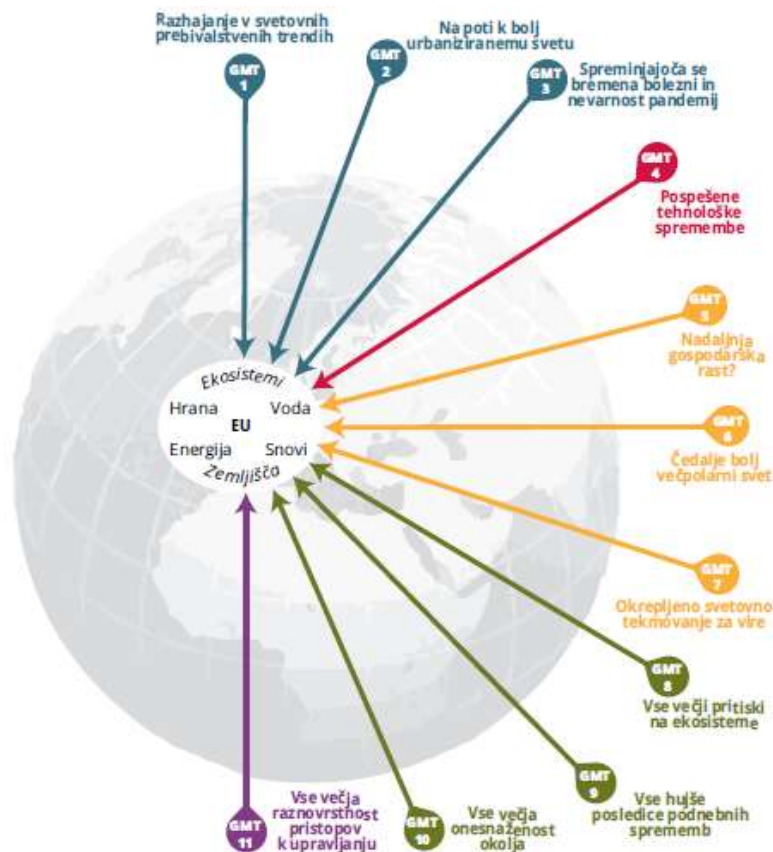 Razhajanje v svetovnih
prebivalstvenih trendih
GMT
1
Na poti k bolj
urbaniziranemu svetu
GMT
2
Spreminjajoča se
bremena bolezni in
nevarnost pandemij
GMT
3
GMT
4
Pospešene
tehnološke
spremembe
GMT
5
Nadaljnja
gospodarska
rast?
GMT
6
Čedalje bolj
večpolarni svet
GMT
7
Okrepljeno svetovno
tekmovanje za vire
GMT
8
Vse večji pritiski
na ekosisteme
GMT
9
Vse hujše
posledice podnebnih
sprememb
GMT
10
Vse večja
onesnaženost
okolja
GMT
11
Vse večja
raznovrstnost
pristopov
k upravljanju
Ekosistemi
Hrana
Voda
EU
Energija
Snovi
Zemljišča